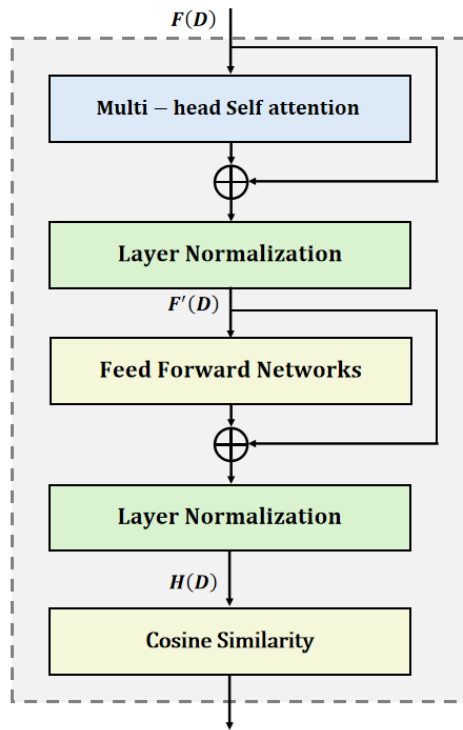 F(D)
Multi − head Self attention
Layer Normalization
F′(D)
Feed Forward Networks
Layer Normalization
H(D)
Cosine Similarity